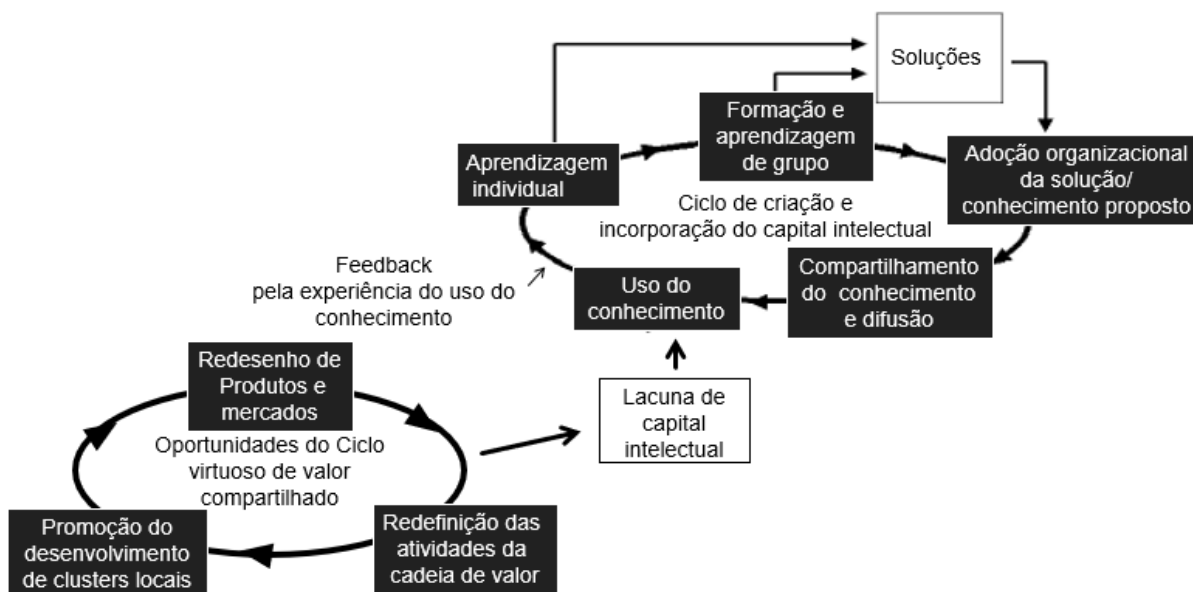 Soluções
Formação e
aprendizagem
de grupo
Aprendizagem
individual
Adoção organizacional
da solução/
conhecimento proposto
Ciclo de criação e
incorporação do capital intelectual
Feedback
pela experiência do uso do
conhecimento
Uso do
conhecimento
Compartilhamento
do conhecimento
e difusão
Redesenho de
Produtos e
mercados
Lacuna de
capital
intelectual
Oportunidades do Ciclo
virtuoso de valor
compartilhado
Promoção do
desenvolvimento
de clusters locais
Redefinição das
atividades da
cadeia de valor